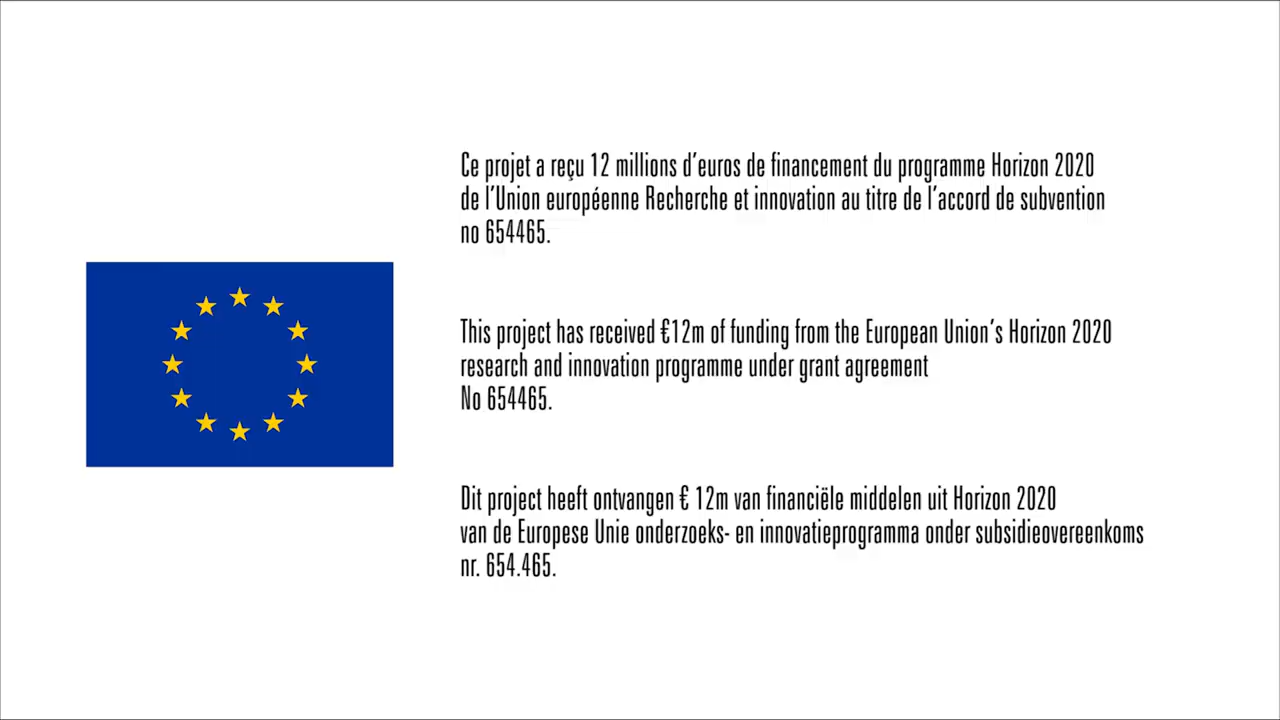 Ce projet a reçu 12 millions d'euros de financement du programme Horizon 2020
de l'Union européenne Recherche et innovation au titre de l'accord de subvention
no 654465.
This project has received €12m of funding from the European Union's Horizon 2020
research and innovation programme under grant agreement
No 654465.
Dit project heeft ontvangen € 12m van financiële middelen uit Horizon 2020
van de Europese Unie onderzoeks- en innovatieprogramma onder subsidieovereenkoms
nr. 654.465.